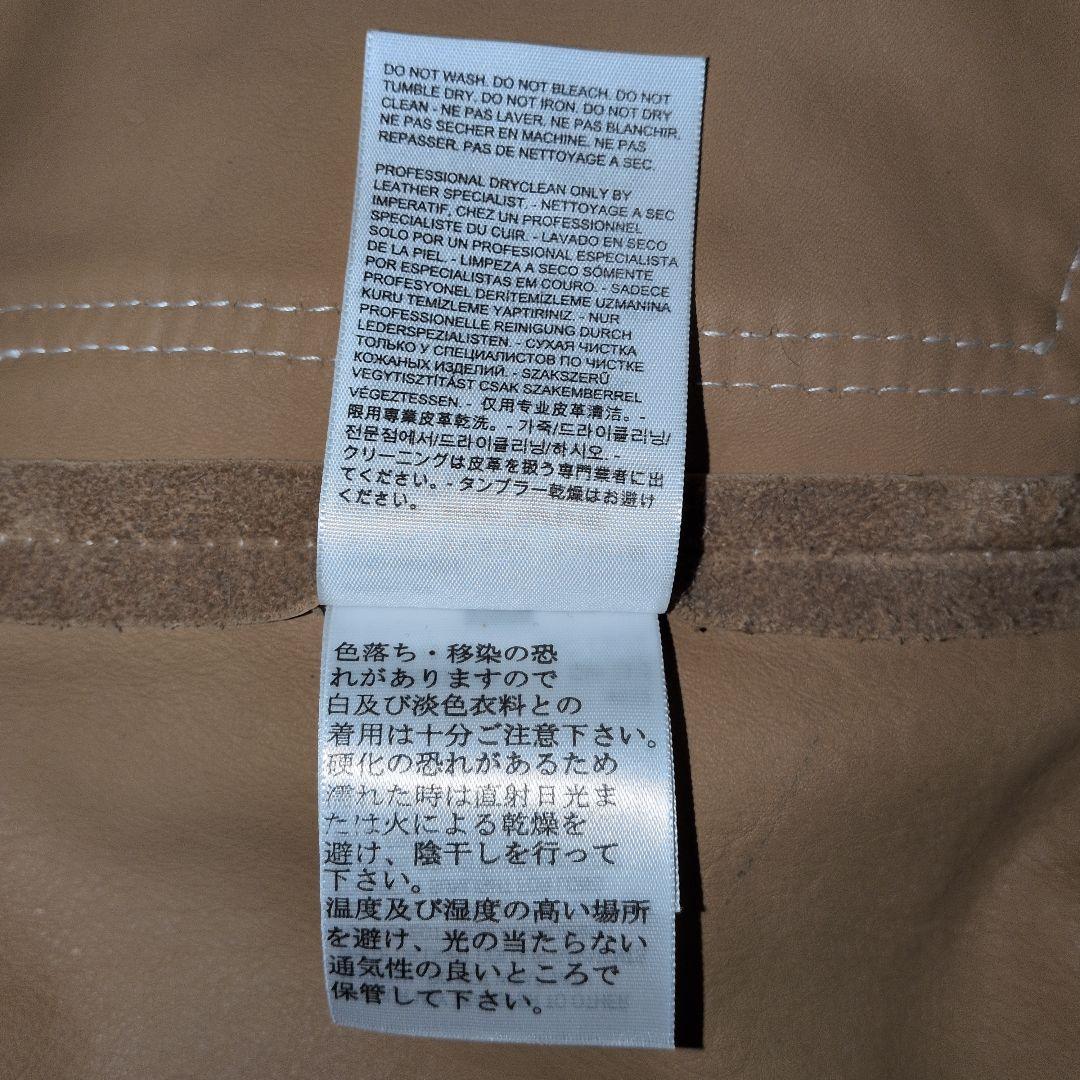 DO NOT WASH. DO NOT BLEACH. DO NOT
TUMBLE DRY. DO NOT IRON. DO NOT DRY
CLEAN - NE PAS LAVER. NE PAS BLANCHIR.
NE PAS SECHER EN MACHINE. NE PAS
REPASSER. PAS DE NETTOYAGE A SEC.
PROFESSIONAL DRYCLEAN ONLY BY
LEATHER SPECIALIST. - NETTOYAGE A SEC
IMPERATIF, CHEZ UN PROFESSIONNEL
SPECIALISTE DU CUIR. - LAVADO EN SECO
SOLO POR UN PROFESIONAL ESPECIALISTA
DE LA PIEL. - LIMPEZA A SECO SOMENTE
POR ESPECIALISTAS EM COURO. - SADECE
PROFESYONEL DERİTEMİZLEME UZMANINA
KURU TEMİZLEME YAPTIRINIZ. - NUR
PROFESSIONELLE REINIGUNG DURCH
LEDERSPEZIALISTEN. - СУХАЯ ЧИСТКА
ТОЛЬКО У СПЕЦИАЛИСТОВ ПО ЧИСТКЕ
КОЖАНЫХ ИЗДЕЛИЙ. - SZAKSZERŰ
VEGYTISZTÍTÁST CSAK SZAKEMBERREL
VÉGEZTESSEN. - 仅用专业皮革清洁。-
限用專業皮革乾洗。- 가죽/드라이클리닝/
전문점에서/드라이클리닝/하시오. -
クリーニングは皮革を扱う専門業者に出
てください。- タンブラー乾燥はお避け
ください。
色落ち・移染の恐
れがありますので
白及び淡色衣料との
着用は十分ご注意下さい。
硬化の恐れがあるため
濡れた時は直射日光ま
たは火による乾燥を
避け、陰干しを行って
下さい。
温度及び湿度の高い場所
を避け、光の当たらない
通気性の良いところで
保管して下さい。